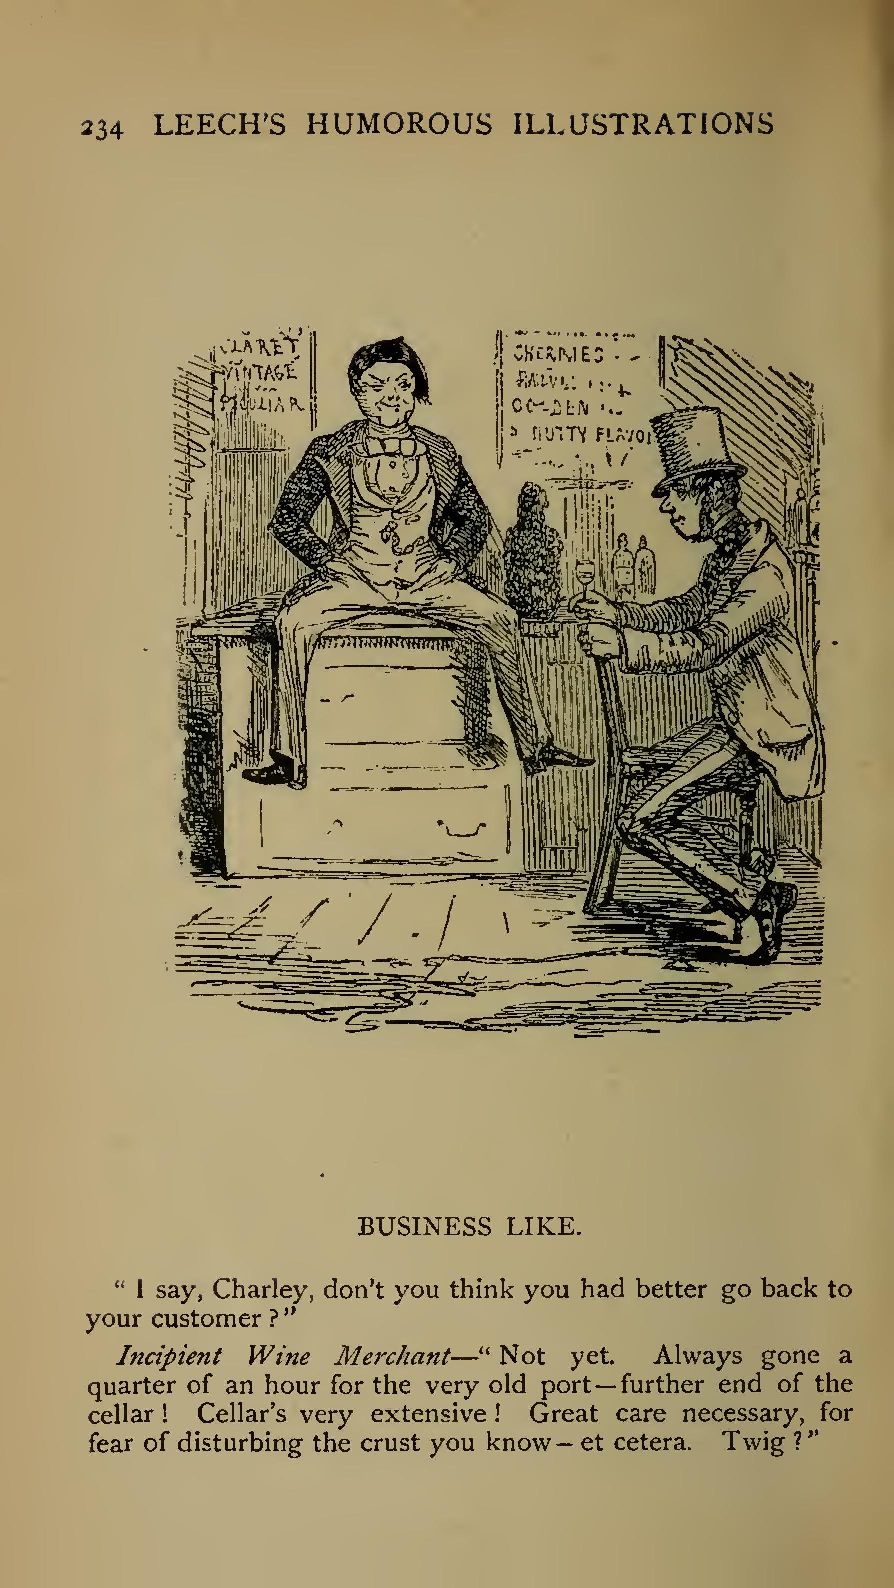 234 LEECH'S HUMOROUS ILLUSTRATIONS
CLARET
VINTAGE
PECULIAR
SHERRIES
GOLDEN
NUTTY FLAVO
BUSINESS LIKE.
“ I say, Charley, don't you think you had better go back to
your customer ?”
Incipient Wine Merchant—“ Not yet. Always gone a
quarter of an hour for the very old port—further end of the
cellar ! Cellar's very extensive ! Great care necessary, for
fear of disturbing the crust you know—et cetera. Twig ?”